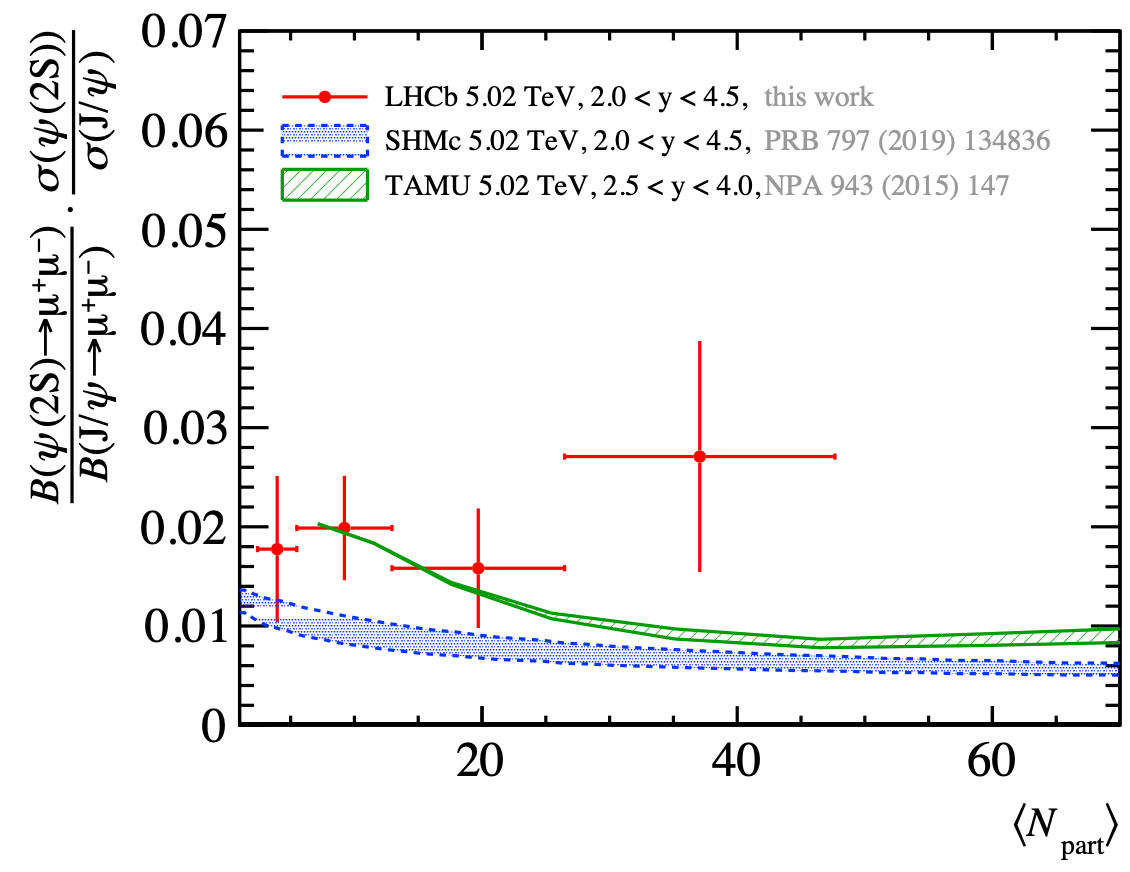 B(ψ(2S)→μ⁺μ⁻) / B(J/ψ→μ⁺μ⁻) · σ(ψ(2S)) / σ(J/ψ)
0.07
0.06
0.05
0.04
0.03
0.02
0.01
0
LHCb 5.02 TeV, 2.0 < y < 4.5, this work
SHMc 5.02 TeV, 2.0 < y < 4.5, PRB 797 (2019) 134836
TAMU 5.02 TeV, 2.5 < y < 4.0, NPA 943 (2015) 147
20 40 60
⟨N_part⟩